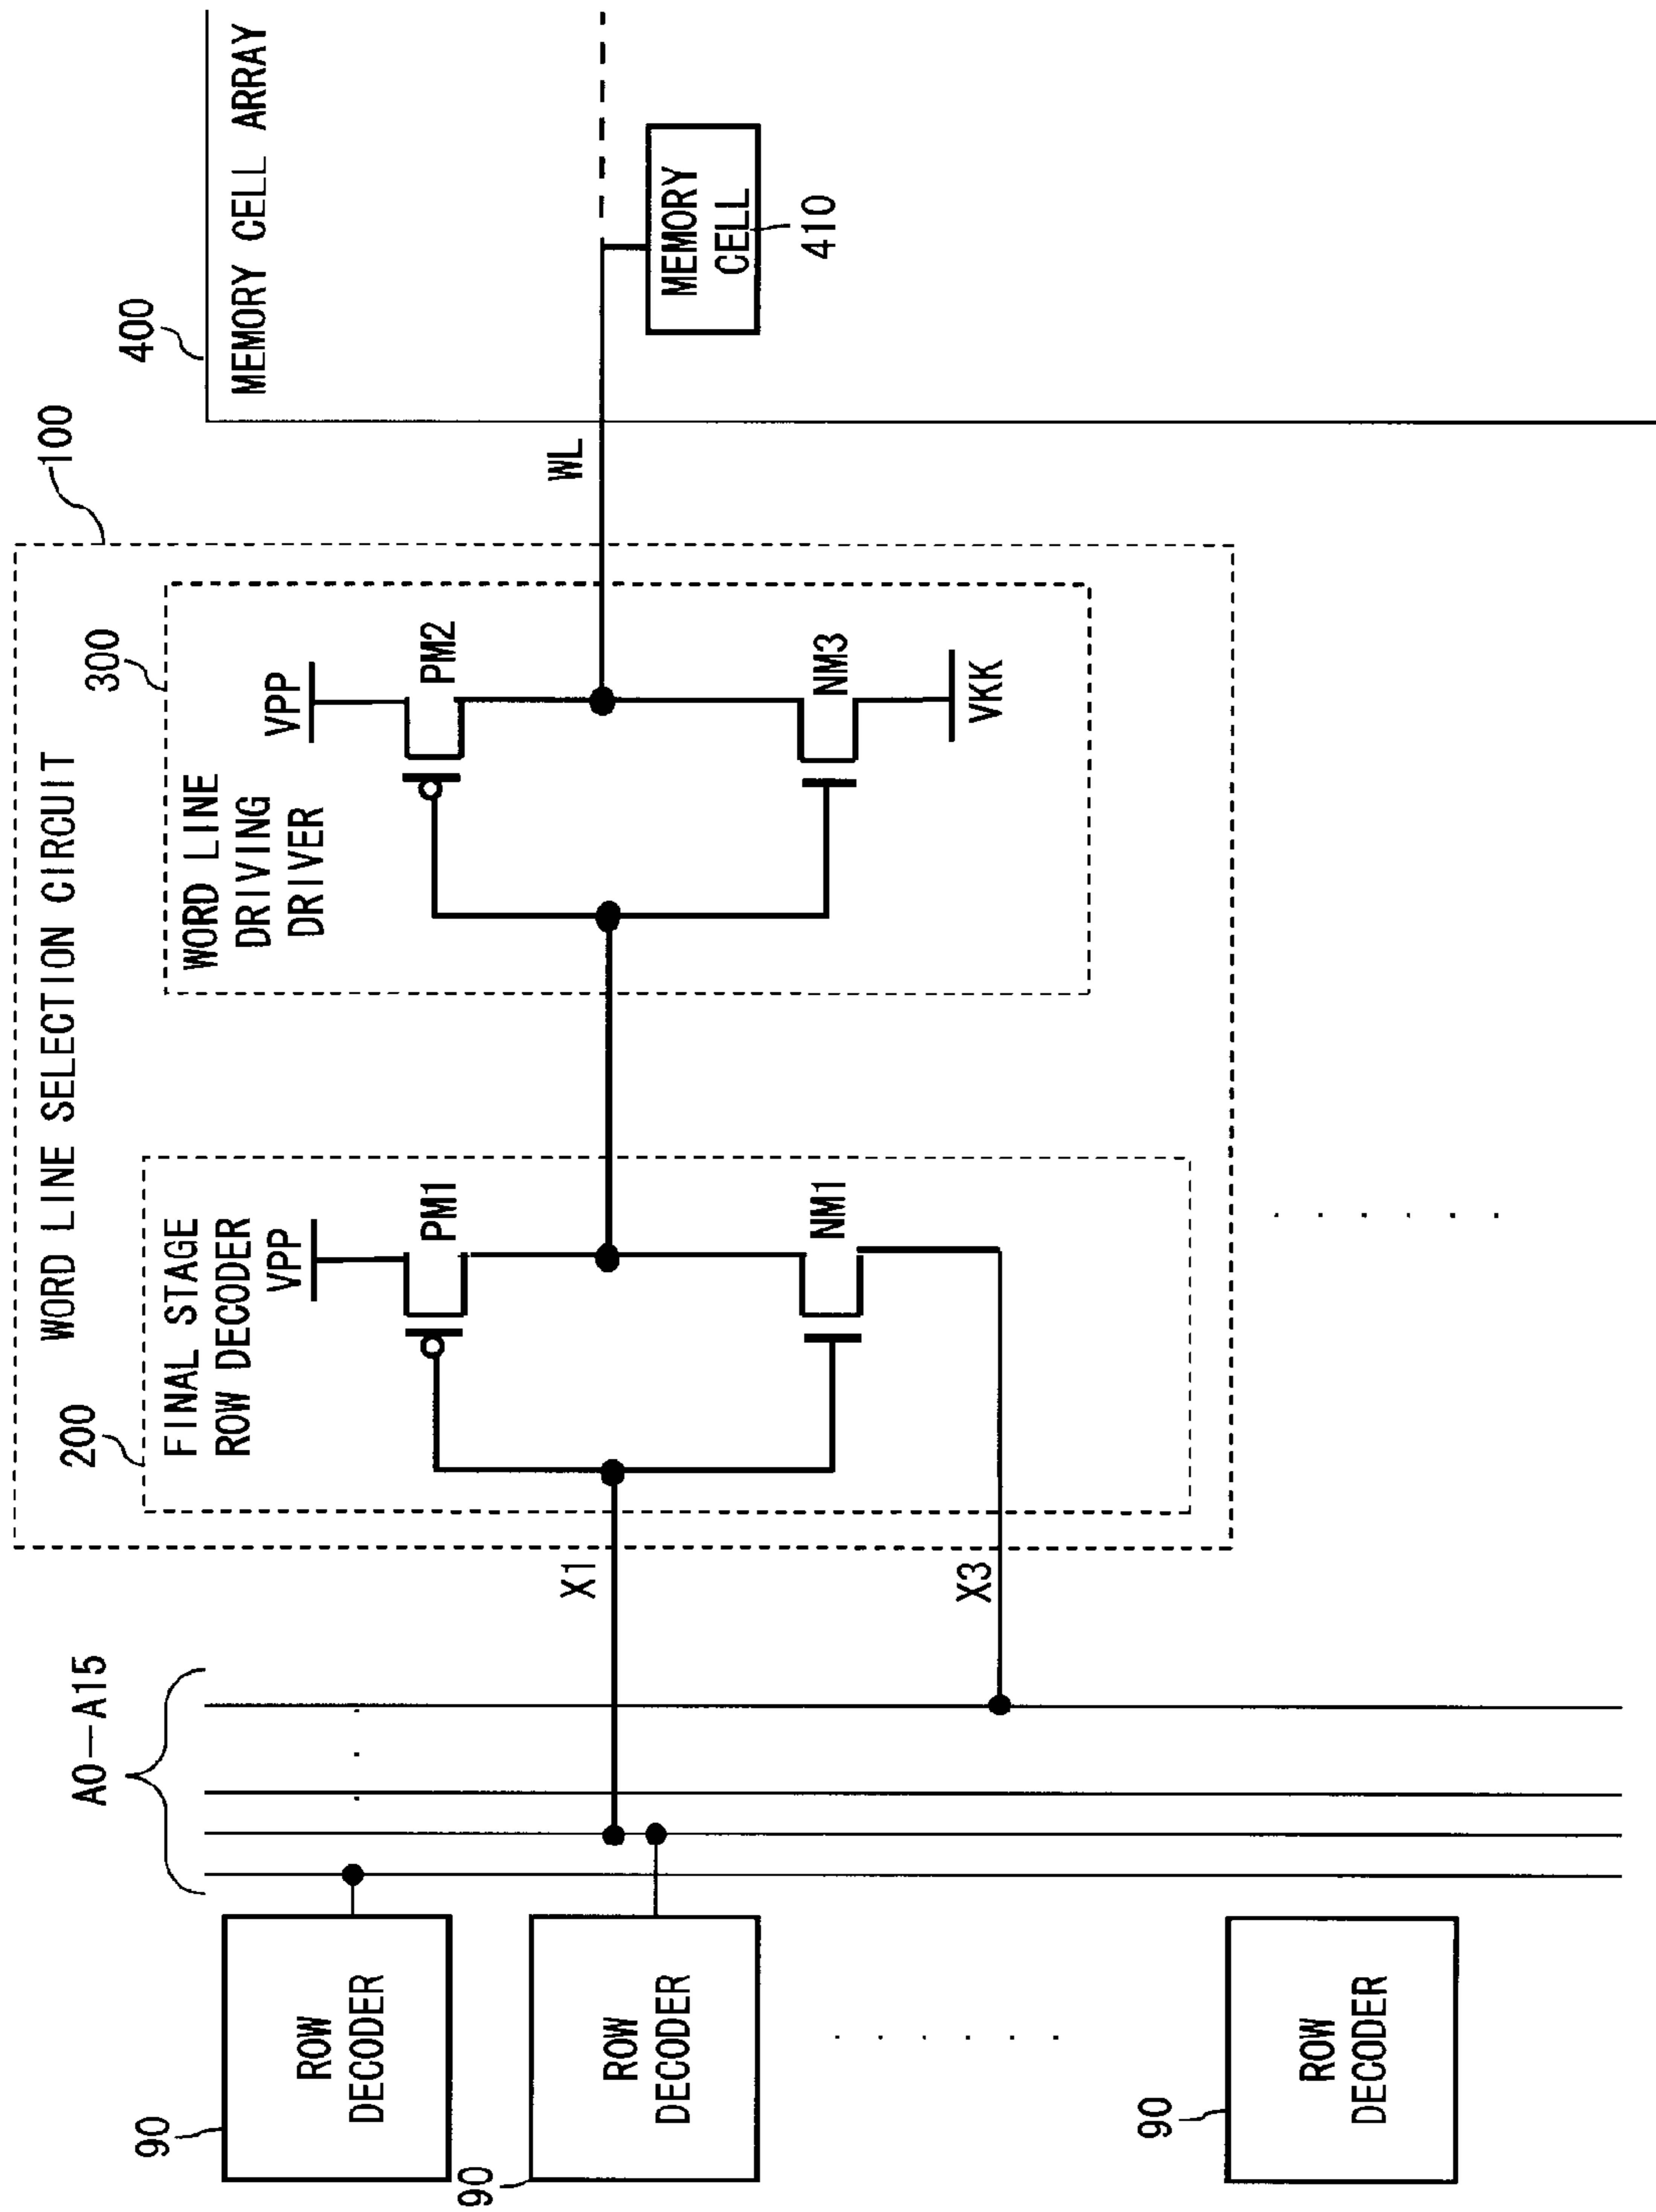 WORD LINE SELECTION CIRCUIT
100
200
FINAL STAGE
ROW DECODER
VPP
PM1
NM1
300
WORD LINE
DRIVING
DRIVER
VPP
PM2
NM3
VKK
400
MEMORY CELL ARRAY
WL
MEMORY
CELL
410
A0—A15
X1
X3
90
ROW
DECODER
90
ROW
DECODER
90
ROW
DECODER